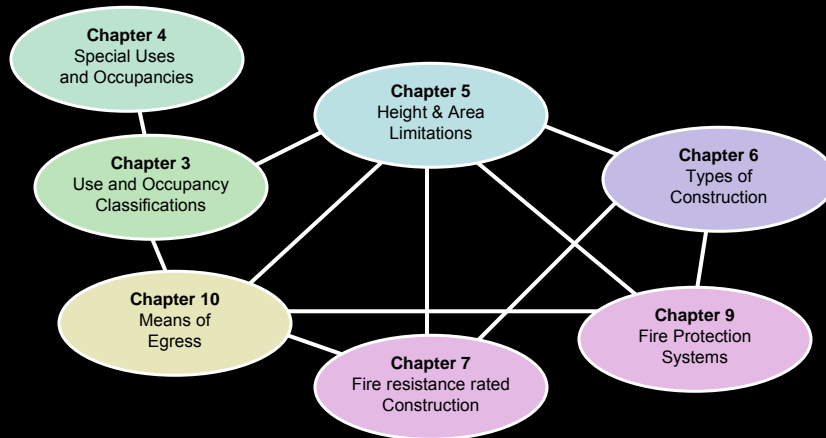 Chapter 4
Special Uses
and Occupancies
Chapter 5
Height & Area
Limitations
Chapter 3
Use and Occupancy
Classifications
Chapter 6
Types of
Construction
Chapter 10
Means of
Egress
Chapter 9
Fire Protection
Systems
Chapter 7
Fire resistance rated
Construction